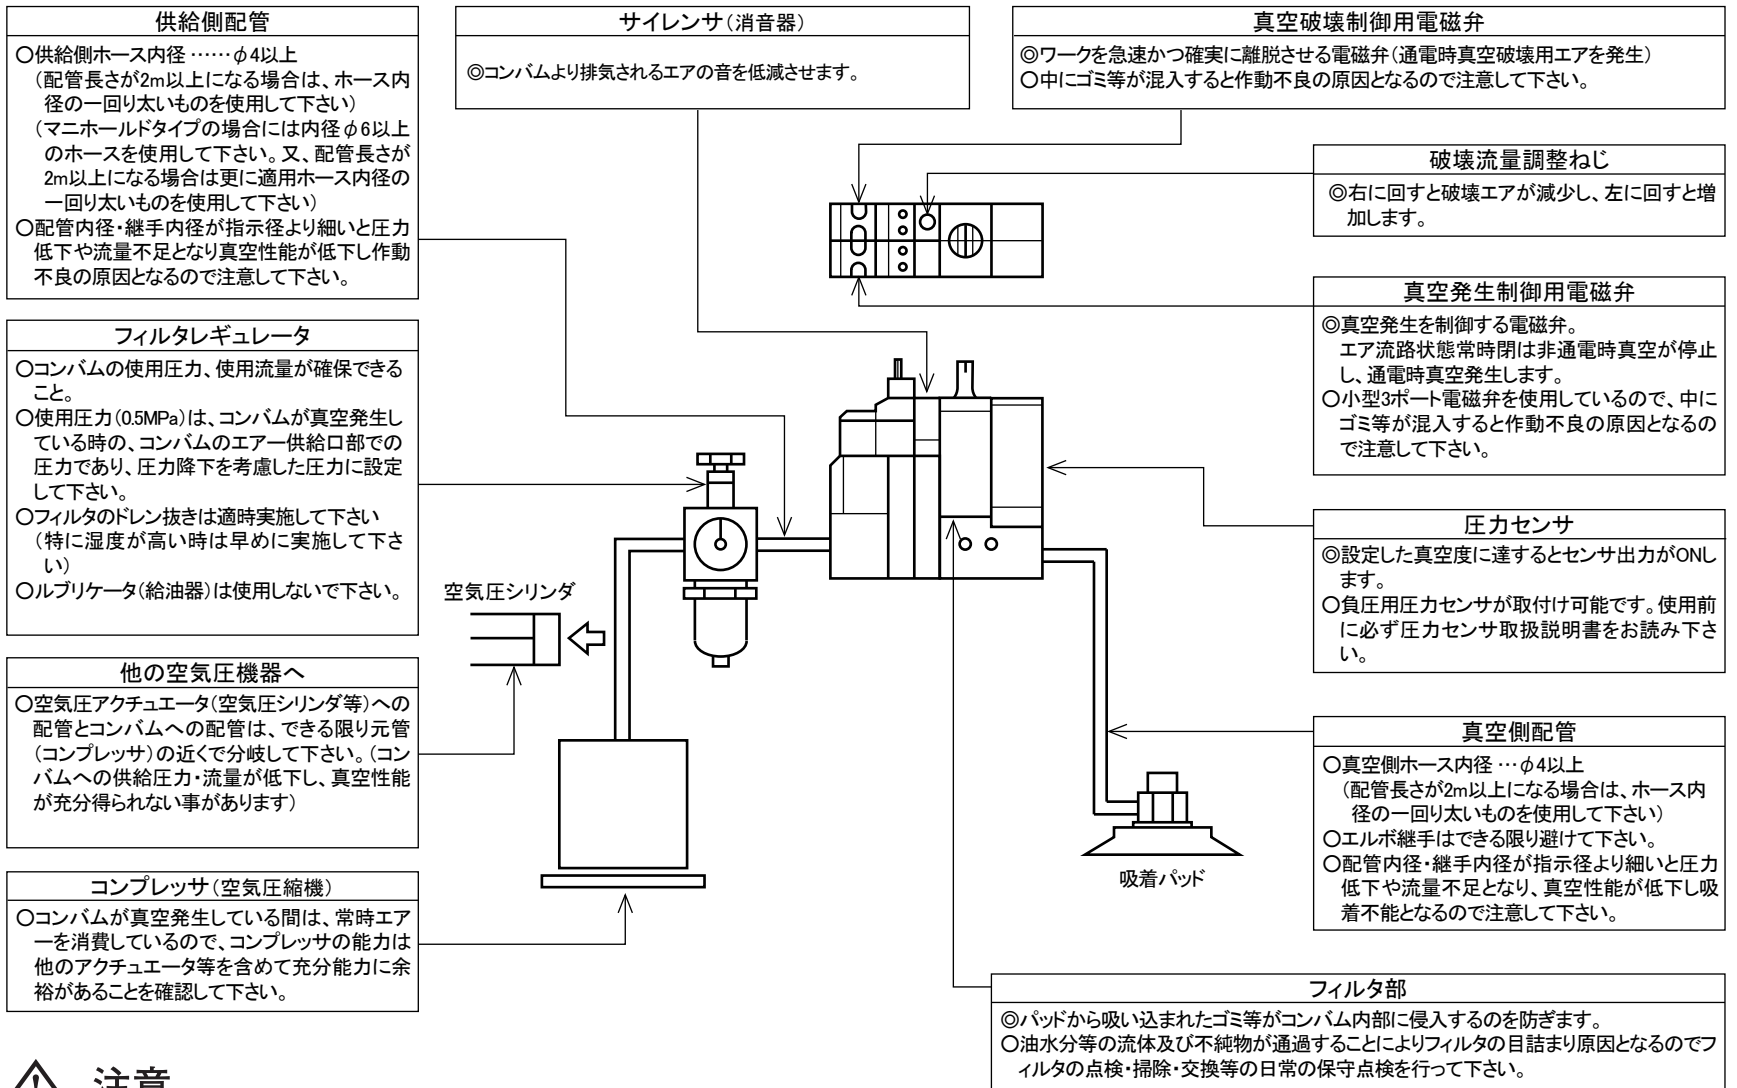 供給側配管
○供給側ホース内径 ……φ4以上
(配管長さが2m以上になる場合は、ホース内
径の一回り太いものを使用して下さい)
(マニホールドタイプの場合には内径φ6以上
のホースを使用して下さい。又、配管長さが
2m以上になる場合は更に適用ホース内径の
一回り太いものを使用して下さい)
○配管内径・継手内径が指示径より細いと圧力
低下や流量不足となり真空性能が低下し作動
不良の原因となるので注意して下さい。
サイレンサ(消音器)
◎コンバムより排気されるエアの音を低減させます。
真空破壊制御用電磁弁
◎ワークを急速かつ確実に離脱させる電磁弁(通電時真空破壊用エアを発生)
○中にゴミ等が混入すると作動不良の原因となるので注意して下さい。
破壊流量調整ねじ
◎右に回すと破壊エアが減少し、左に回すと増
加します。
真空発生制御用電磁弁
◎真空発生を制御する電磁弁。
エア流路状態常時閉は非通電時真空が停止
し、通電時真空発生します。
○小型3ポート電磁弁を使用しているので、中に
ゴミ等が混入すると作動不良の原因となるの
で注意して下さい。
フィルタレギュレータ
○コンバムの使用圧力、使用流量が確保できる
こと。
○使用圧力(0.5MPa)は、コンバムが真空発生し
ている時の、コンバムのエアー供給口部での
圧力であり、圧力降下を考慮した圧力に設定
して下さい。
○フィルタのドレン抜きは適時実施して下さい
(特に湿度が高い時は早めに実施して下さ
い)
○ルブリケータ(給油器)は使用しないで下さい。
圧力センサ
◎設定した真空度に達するとセンサ出力がONし
ます。
○負圧用圧力センサが取付け可能です。使用前
に必ず圧力センサ取扱説明書をお読み下さ
い。
空気圧シリンダ
他の空気圧機器へ
○空気圧アクチュエータ(空気圧シリンダ等)への
配管とコンバムへの配管は、できる限り元管
(コンプレッサ)の近くで分岐して下さい。(コン
バムへの供給圧力・流量が低下し、真空性能
が充分得られない事があります)
真空側配管
○真空側ホース内径 …φ4以上
(配管長さが2m以上になる場合は、ホース内
径の一回り太いものを使用して下さい)
○エルボ継手はできる限り避けて下さい。
○配管内径・継手内径が指示径より細いと圧力
低下や流量不足となり、真空性能が低下し吸
着不能となるので注意して下さい。
吸着パッド
コンプレッサ(空気圧縮機)
○コンバムが真空発生している間は、常時エア
ーを消費しているので、コンプレッサの能力は
他のアクチュエータ等を含めて充分能力に余
裕があることを確認して下さい。
フィルタ部
◎パッドから吸い込まれたゴミ等がコンバム内部に侵入するのを防ぎます。
○油水分等の流体及び不純物が通過することによりフィルタの目詰まり原因となるのでフ
ィルタの点検・掃除・交換等の日常の保守点検を行って下さい。
注意